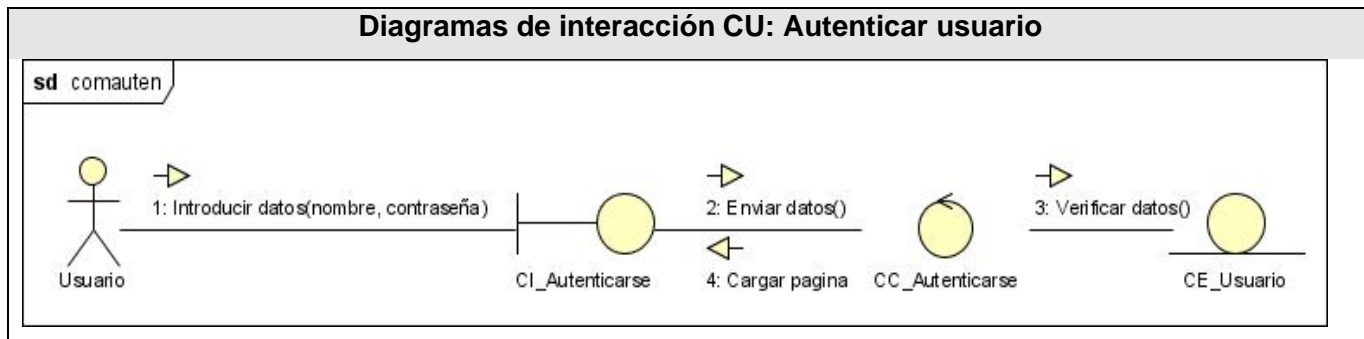 Diagramas de interacción CU: Autenticar usuario
sd comauten
1: Introducir datos(nombre, contraseña)
2: Enviar datos()
3: Verificar datos()
4: Cargar pagina
Usuario
CI_Autenticarse
CC_Autenticarse
CE_Usuario